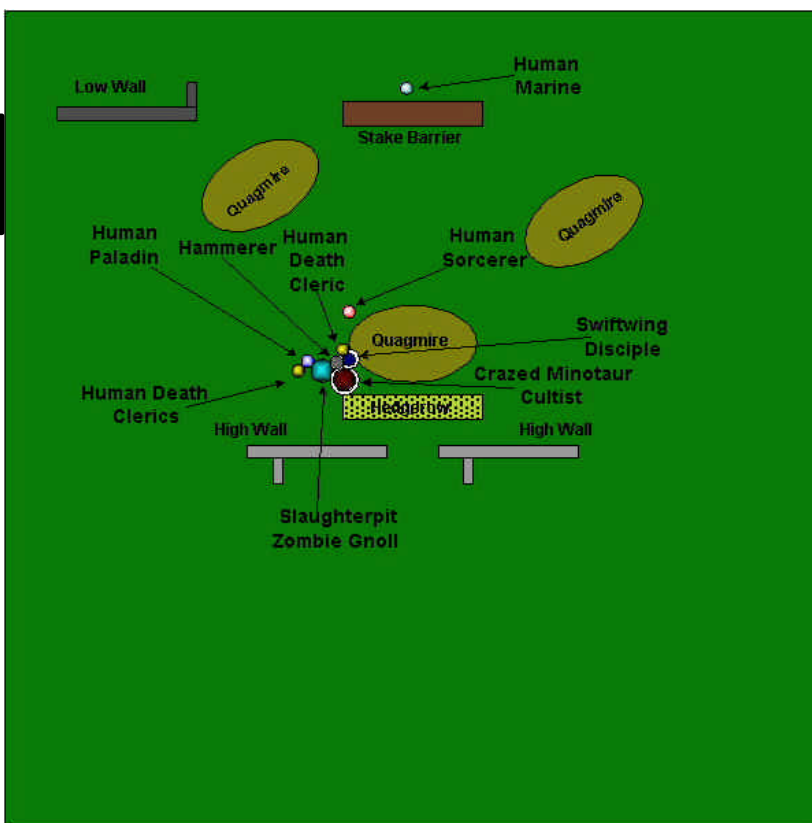 Human
Marine
Low Wall
Stake Barrier
Quagmire
Quagmire
Human
Paladin
Hammerer
Human
Death
Cleric
Human
Sorcerer
Quagmire
Swiftwing
Disciple
Crazed Minotaur
Cultist
Human Death
Clerics
Hedgerow
High Wall
High Wall
Slaughterpit
Zombie Gnoll